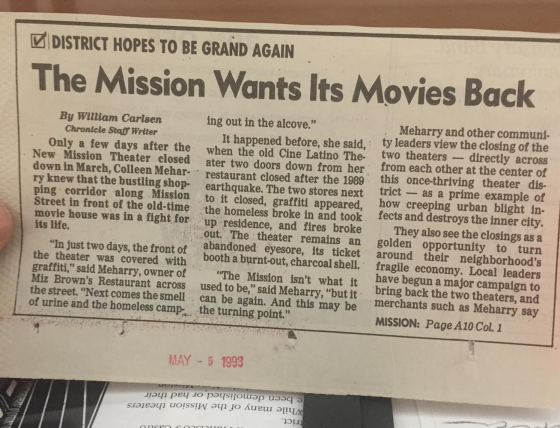 DISTRICT HOPES TO BE GRAND AGAIN
The Mission Wants Its Movies Back
By William Carlsen
Chronicle Staff Writer
Only a few days after the
New Mission Theater closed
down in March, Colleen Mehar-
ry knew that the bustling shop-
ping corridor along Mission
Street in front of the old-time
movie house was in a fight for
its life.
"In just two days, the front of
the theater was covered with
graffiti," said Meharry, owner of
Miz Brown's Restaurant across
the street. "Next comes the smell
of urine and the homeless camp-
ing out in the alcove."
It happened before, she said,
when the old Cine Latino The-
ater two doors down from her
restaurant closed after the 1989
earthquake. The two stores next
to it closed, graffiti appeared,
the homeless broke in and took
up residence, and fires broke
out. The theater remains an
abandoned eyesore, its ticket
booth a burnt-out, charcoal shell.
"The Mission isn't what it
used to be," said Meharry, "but it
can be again. And this may be
the turning point."
Meharry and other communi-
ty leaders view the closing of the
two theaters — directly across
from each other at the center of
this once-thriving theater dis-
trict — as a prime example of
how creeping urban blight in-
fects and destroys the inner city.
They also see the closings as a
golden opportunity to turn
around their neighborhood's
fragile economy. Local leaders
have begun a major campaign to
bring back the two theaters, and
merchants such as Meharry say
MISSION: Page A10 Col. 1
MAY - 5 1993
been demolished or had their
While many of the Mission theaters